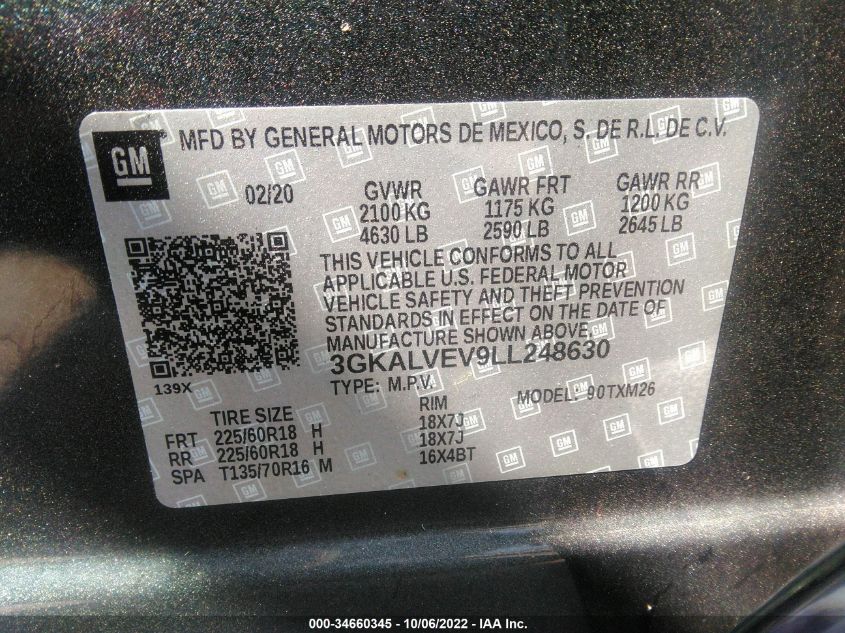 GM
MFD BY GENERAL MOTORS DE MEXICO, S. DE R.L. DE C.V.
02/20
GVWR GAWR FRT GAWR RR
2100 KG 1175 KG 1200 KG
4630 LB 2590 LB 2645 LB
THIS VEHICLE CONFORMS TO ALL
APPLICABLE U.S. FEDERAL MOTOR
VEHICLE SAFETY AND THEFT PREVENTION
STANDARDS IN EFFECT ON THE DATE OF
MANUFACTURE SHOWN ABOVE.
3GKALVEV9LL248630
139X
TYPE: M.P.V. MODEL: 90TXM26
TIRE SIZE RIM
FRT 225/60R18 H 18X7J
RR 225/60R18 H 18X7J
SPA T135/70R16 M 16X4BT
000-34660345 - 10/06/2022 - IAA Inc.